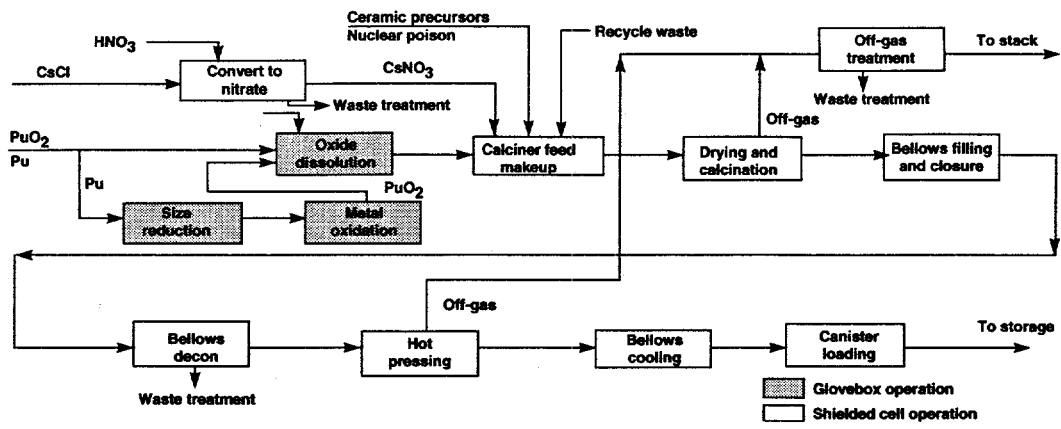 Ceramic precursors
Nuclear poison
Recycle waste
Off-gas
treatment
To stack
HNO₃
CsCl
Convert to
nitrate
CsNO₃
Waste treatment
Waste treatment
Off-gas
PuO₂
Pu
Oxide
dissolution
Calciner feed
makeup
Drying and
calcination
Bellows filling
and closure
Pu
PuO₂
Size
reduction
Metal
oxidation
Off-gas
Bellows
decon
Hot
pressing
Bellows
cooling
Canister
loading
To storage
Waste treatment
Glovebox operation
Shielded cell operation